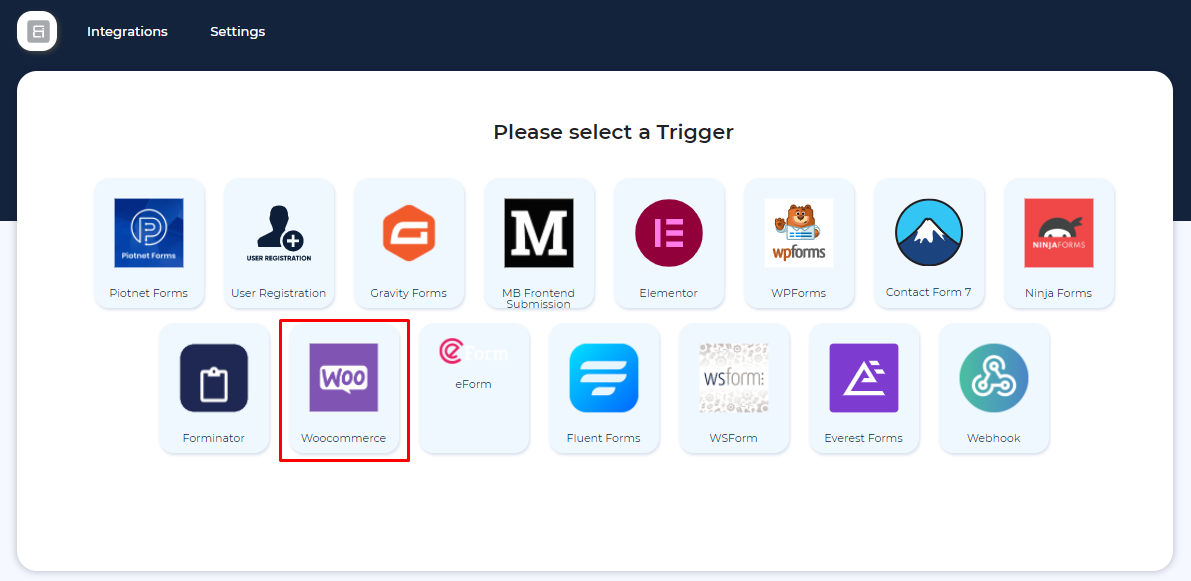 Integrations Settings
Please select a Trigger
Piotnet Forms
USER REGISTRATION
M
wpforms
NINJAFORMS
Piotnet Forms User Registration Gravity Forms MB Frontend Submission Elementor WPForms Contact Form 7 Ninja Forms
WOO
eForm
wsform
Forminator Woocommerce eForm Fluent Forms WSForm Everest Forms Webhook